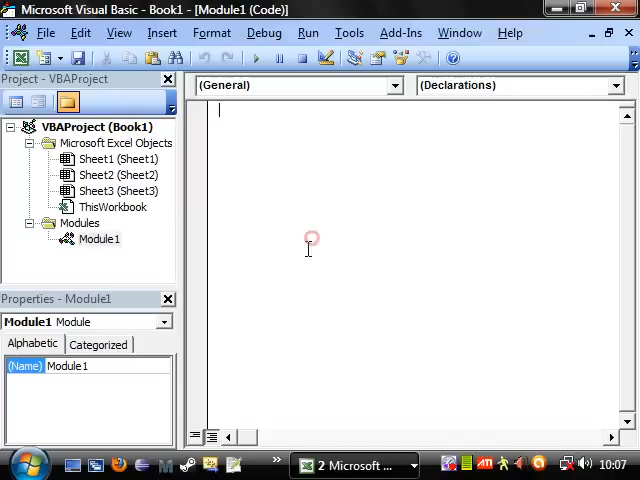 Microsoft Visual Basic - Book1 - [Module1 (Code)]
File Edit View Insert Format Debug Run Tools Add-Ins Window Help
Project - VBAProject
(General)
(Declarations)
VBAProject (Book1)
Microsoft Excel Objects
Sheet1 (Sheet1)
Sheet2 (Sheet2)
Sheet3 (Sheet3)
ThisWorkbook
Modules
Module1
Properties - Module1
Module1 Module
Alphabetic Categorized
(Name) Module1
2 Microsoft ...
ATI
10:07